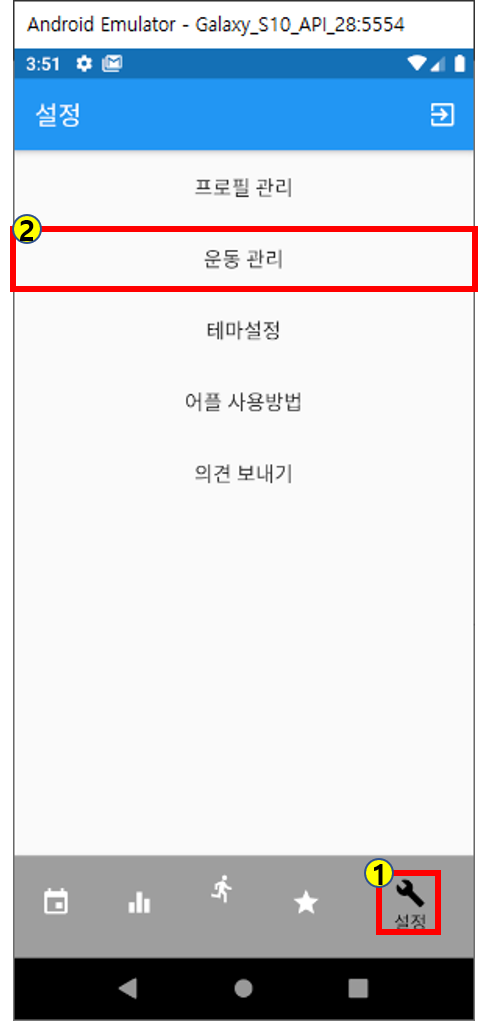 Android Emulator - Galaxy_S10_API_28:5554
3:51
설정
프로필 관리
2
운동 관리
테마설정
어플 사용방법
의견 보내기
1
설정